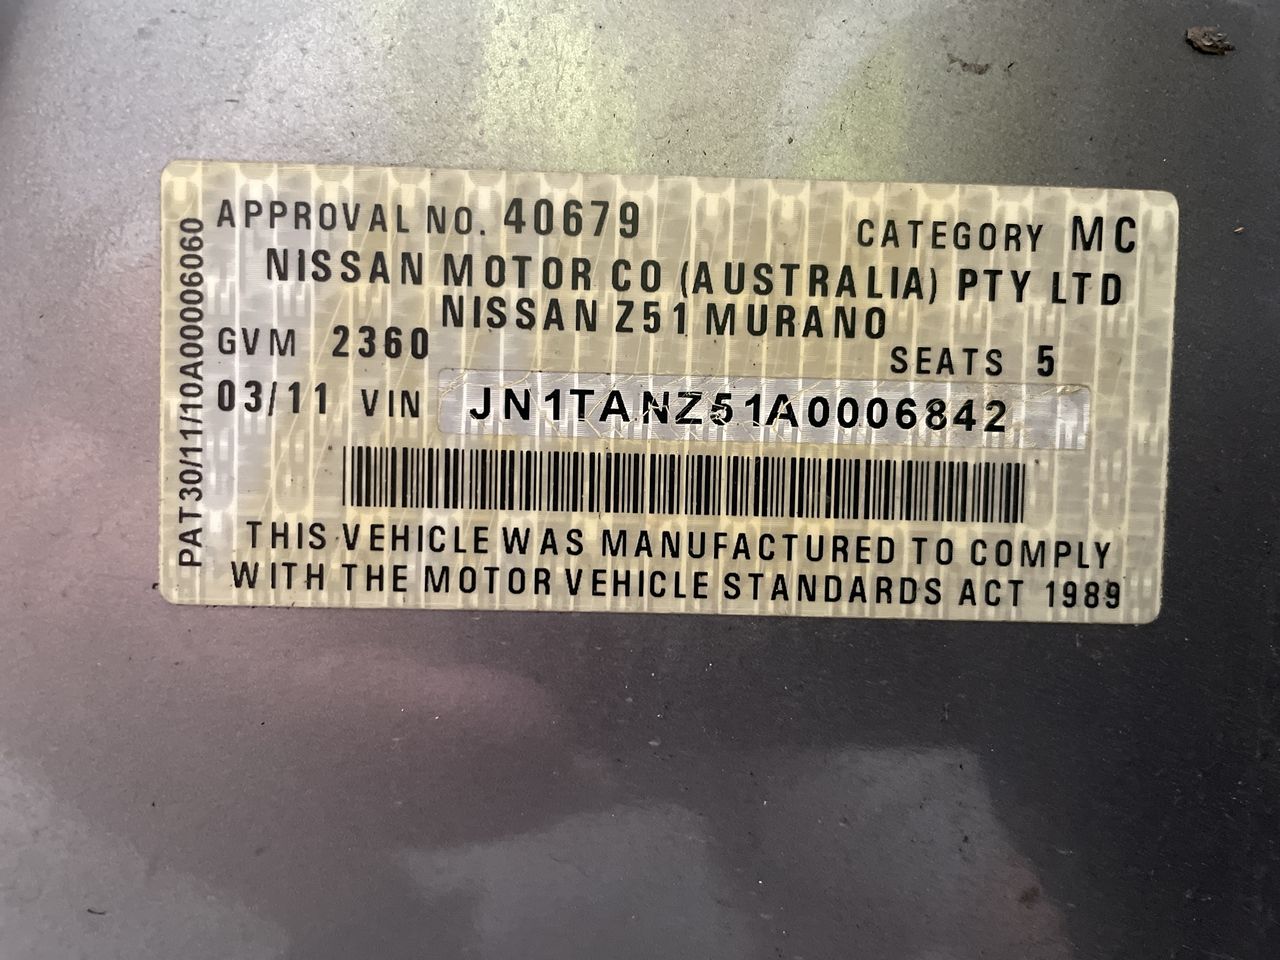 APPROVAL NO. 40679 CATEGORY MC
NISSAN MOTOR CO (AUSTRALIA) PTY LTD
NISSAN Z51 MURANO
GVM 2360 SEATS 5
03/11 VIN JN1TANZ51A0006842
THIS VEHICLE WAS MANUFACTURED TO COMPLY
WITH THE MOTOR VEHICLE STANDARDS ACT 1989
PAT30/11/10A00006060